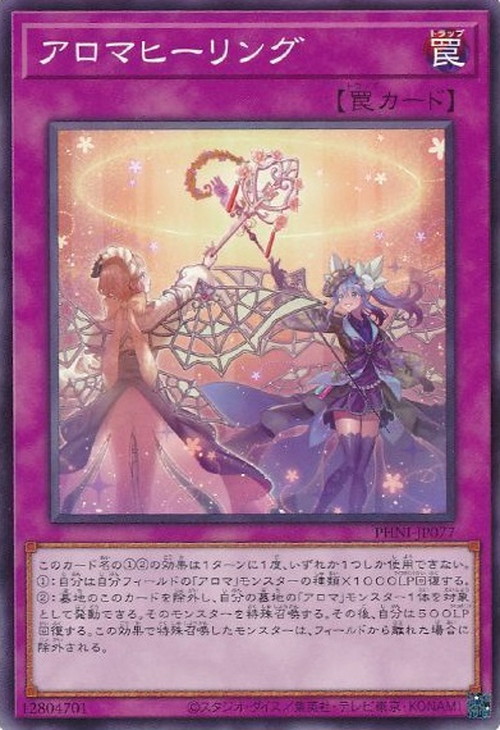 アロマヒーリング
トラップ
罠
【罠カード】
PHNI-JP077
このカード名の①②の効果は1ターンに1度、いずれか1つしか使用できない。
①:自分は自分フィールドの「アロマ」モンスターの種類×1000LP回復する。
②:墓地のこのカードを除外し、自分の墓地の「アロマ」モンスター1体を対象
として発動できる。そのモンスターを特殊召喚する。その後、自分は500LP
回復する。この効果で特殊召喚したモンスターは、フィールドから離れた場合に
除外される。
12804701 ©スタジオ・ダイス/集英社・テレビ東京・KONAMI